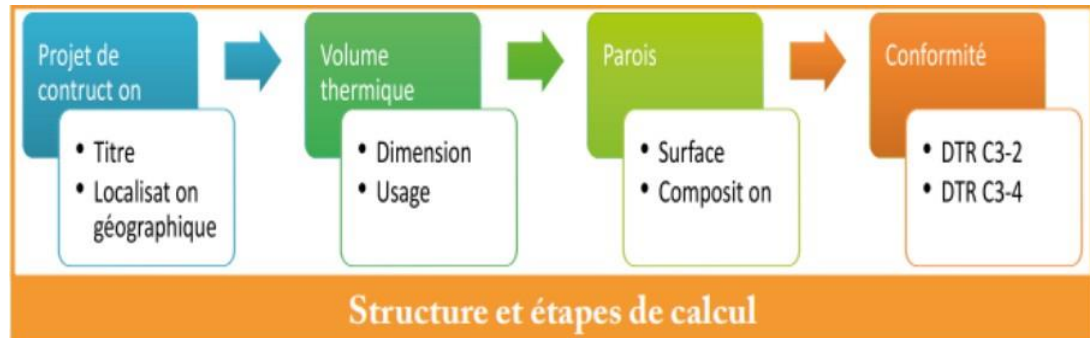 Projet de
contruct on
• Titre
• Localisat on
géographique
Volume
thermique
• Dimension
• Usage
Parois
• Surface
• Composit on
Conformité
• DTR C3-2
• DTR C3-4
Structure et étapes de calcul